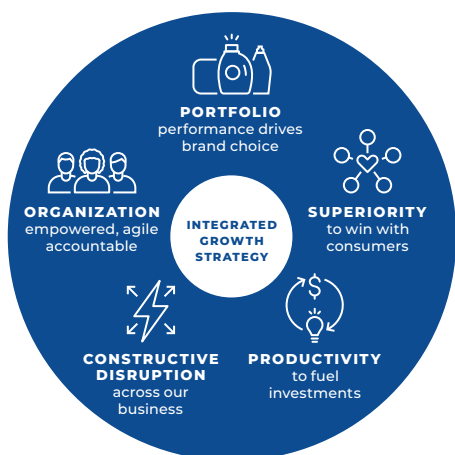 PORTFOLIO
performance drives
brand choice
SUPERIORITY
to win with
consumers
PRODUCTIVITY
to fuel
investments
CONSTRUCTIVE
DISRUPTION
across our
business
ORGANIZATION
empowered, agile
accountable
INTEGRATED
GROWTH
STRATEGY
$